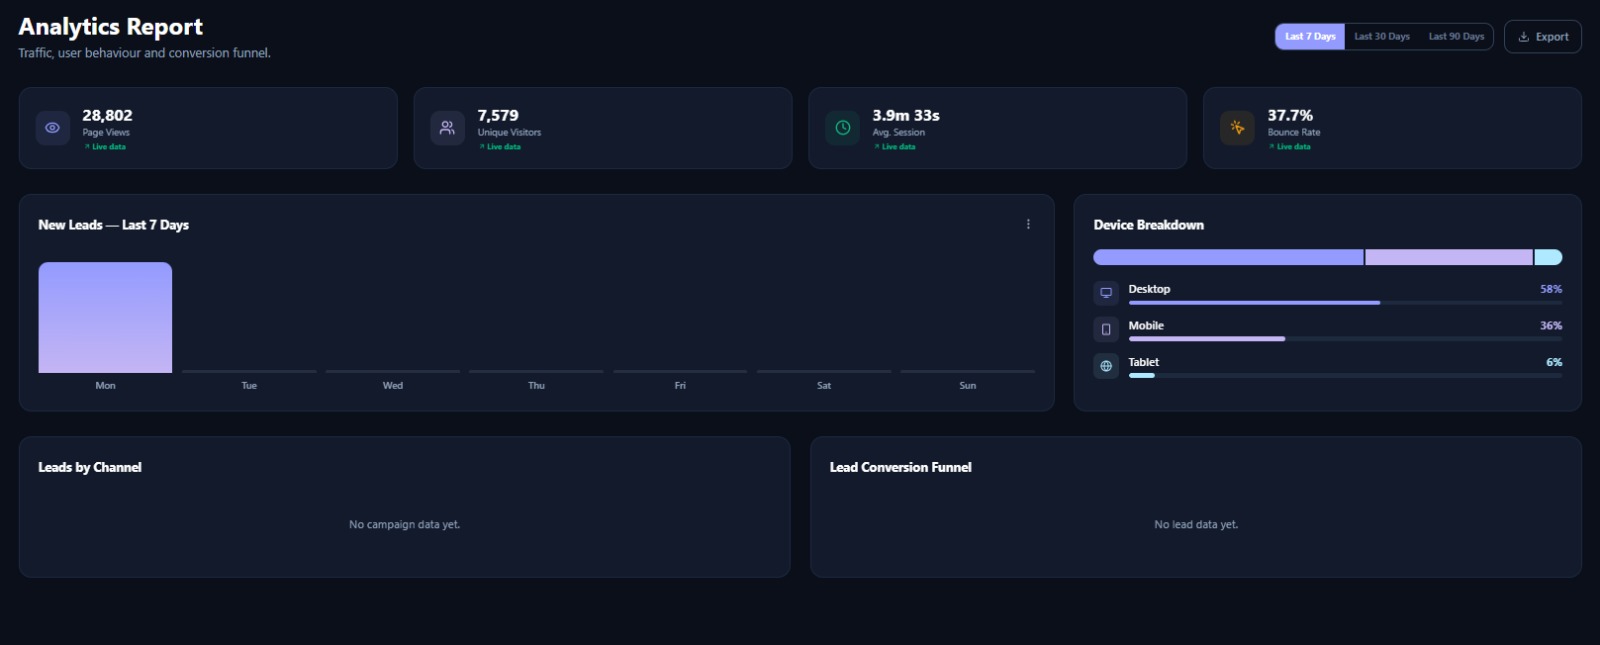 Analytics Report
Traffic, user behaviour and conversion funnel.
Last 7 Days
Last 30 Days
Last 90 Days
Export
28,802
Page Views
Live data
7,579
Unique Visitors
Live data
3.9m 33s
Avg. Session
Live data
37.7%
Bounce Rate
Live data
New Leads — Last 7 Days
Mon
Tue
Wed
Thu
Fri
Sat
Sun
Device Breakdown
Desktop 58%
Mobile 36%
Tablet 6%
Leads by Channel
No campaign data yet.
Lead Conversion Funnel
No lead data yet.